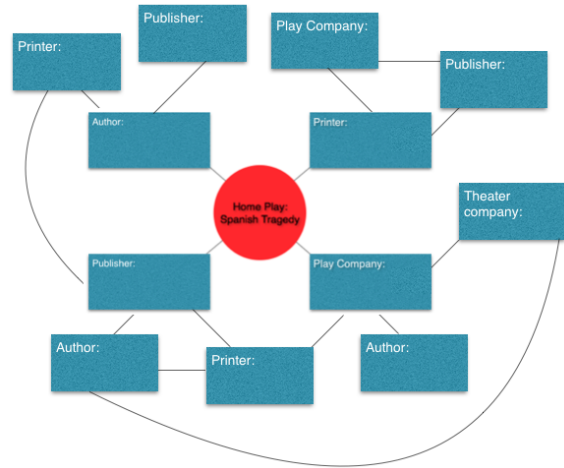 Publisher:
Play Company:
Printer:
Publisher:
Author:
Printer:
Home Play:
Spanish Tragedy
Theater
company:
Publisher:
Play Company:
Author:
Printer:
Author: